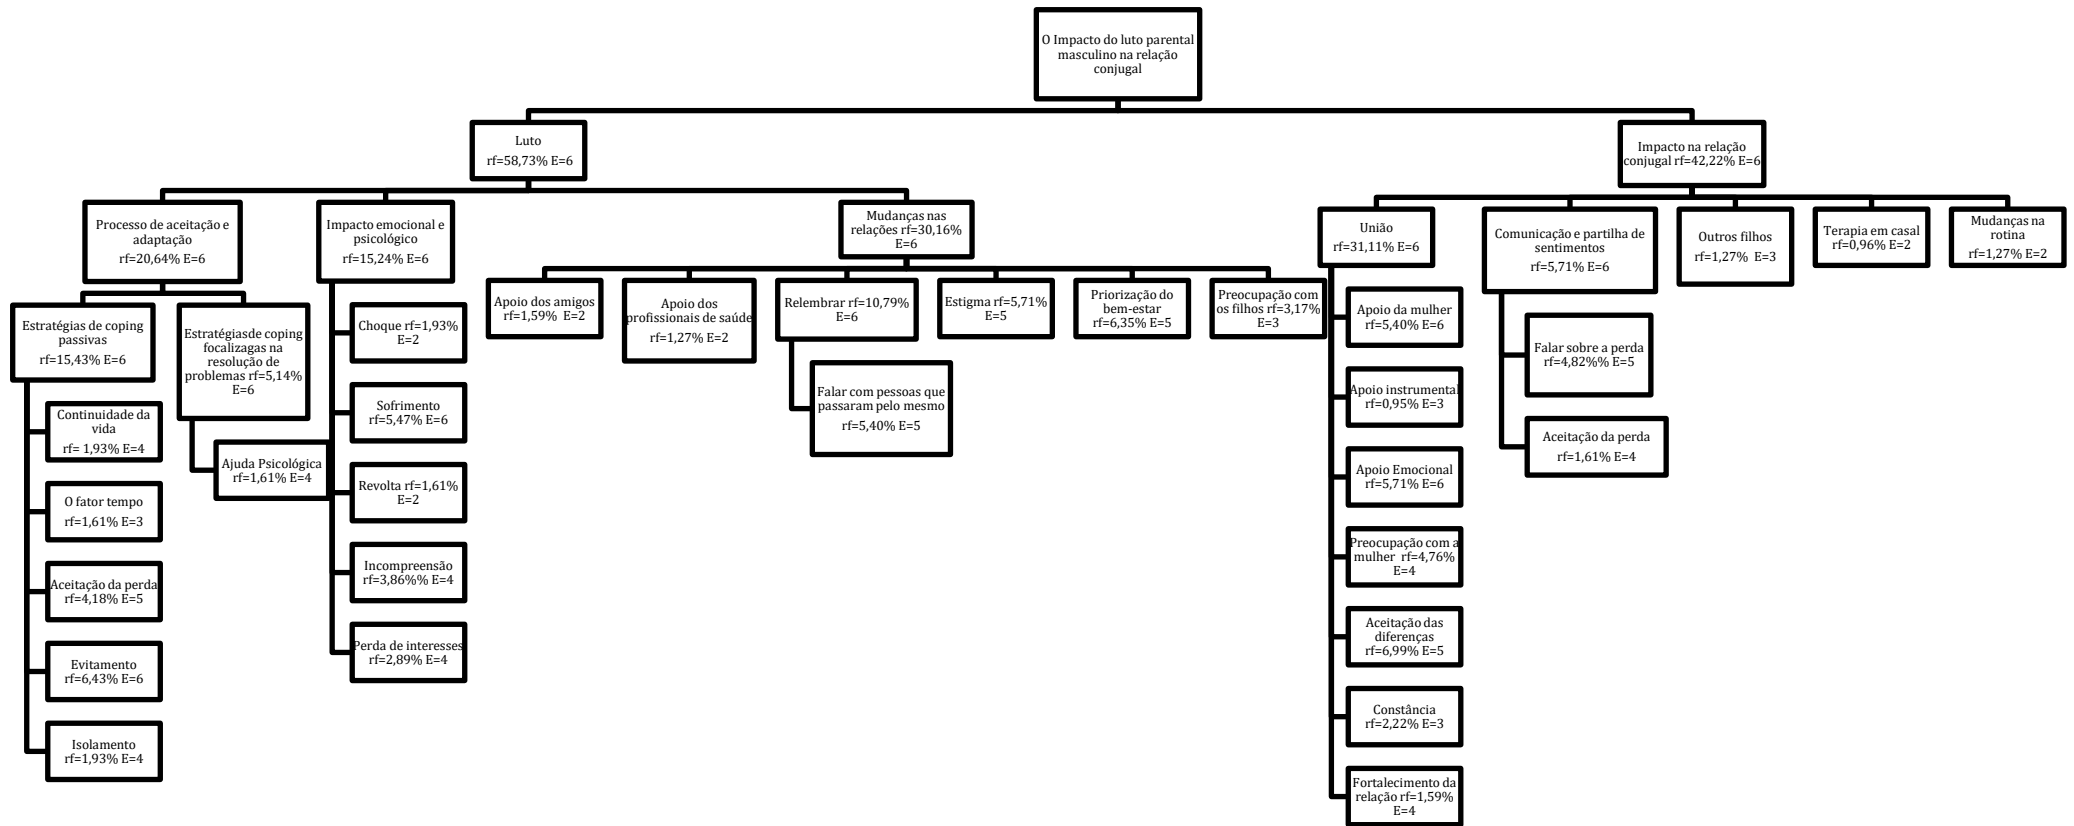 O Impacto do luto parental
masculino na relação
conjugal
Luto
rf=58,73% E=6
Impacto na relação
conjugal rf=42,22% E=6
Processo de aceitação e
adaptação
rf=20,64% E=6
Impacto emocional e
psicológico
rf=15,24% E=6
Mudanças nas
relações rf=30,16%
E=6
União
rf=31,11% E=6
Comunicação e partilha de
sentimentos
rf=5,71% E=6
Outros filhos
rf=1,27%  E=3
Terapia em casal
rf=0,96% E=2
Mudanças na
rotina
rf=1,27% E=2
Estratégias de coping
passivas
rf=15,43% E=6
Estratégiasde coping
focalizagas na
resolução de
problemas rf=5,14%
E=6
Continuidade da
vida
rf= 1,93% E=4
O fator tempo
rf=1,61% E=3
Aceitação da perda
rf=4,18% E=5
Evitamento
rf=6,43% E=6
Isolamento
rf=1,93% E=4
Ajuda Psicológica
rf=1,61% E=4
Choque rf=1,93%
E=2
Sofrimento
rf=5,47% E=6
Revolta rf=1,61%
E=2
Incompreensão
rf=3,86%% E=4
Perda de interesses
rf=2,89% E=4
Apoio dos amigos
rf=1,59%  E=2
Apoio dos
profissionais de saúde
rf=1,27% E=2
Relembrar rf=10,79%
E=6
Falar com pessoas que
passaram pelo mesmo
rf=5,40% E=5
Estigma rf=5,71%
E=5
Priorização do
bem-estar
rf=6,35% E=5
Preocupação com
os filhos rf=3,17%
E=3
Apoio da mulher
rf=5,40% E=6
Apoio instrumental
rf=0,95% E=3
Apoio Emocional
rf=5,71% E=6
Preocupação com a
mulher  rf=4,76%
E=4
Aceitação das
diferenças
rf=6,99% E=5
Constância
rf=2,22% E=3
Fortalecimento da
relação rf=1,59%
E=4
Falar sobre a perda
rf=4,82%% E=5
Aceitação da perda
rf=1,61% E=4